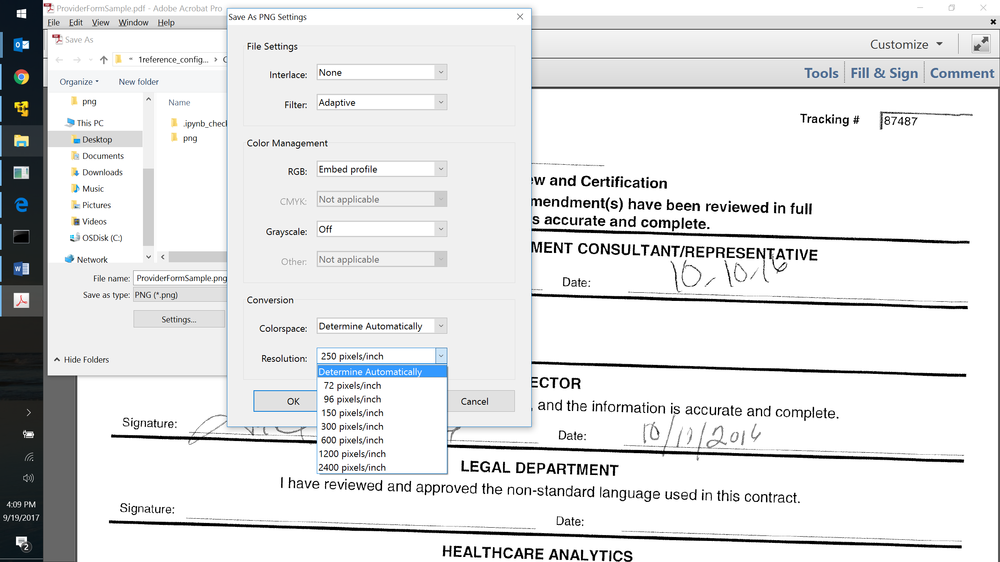 ProviderFormSample.pdf - Adobe Acrobat Pro
File Edit View Window Help
Save As
« 1reference_config... >
Organize New folder
png
This PC
Desktop
Documents
Downloads
Music
Pictures
Videos
OSDisk (C:)
Network
Name
.ipynb_check
png
File name: ProviderFormSample.png
Save as type: PNG (*.png)
Settings...
Hide Folders
Save As PNG Settings
File Settings
Interlace: None
Filter: Adaptive
Color Management
RGB: Embed profile
CMYK: Not applicable
Grayscale: Off
Other: Not applicable
Conversion
Colorspace: Determine Automatically
Resolution: 250 pixels/inch
Determine Automatically
72 pixels/inch
96 pixels/inch
150 pixels/inch
300 pixels/inch
600 pixels/inch
1200 pixels/inch
2400 pixels/inch
OK Cancel
Customize
Tools Fill & Sign Comment
Tracking # 87487
ew and Certification
mendment(s) have been reviewed in full
s accurate and complete.
MENT CONSULTANT/REPRESENTATIVE
Date: 10-10-16
ECTOR
, and the information is accurate and complete.
Signature: Date: 10/11/2016
LEGAL DEPARTMENT
I have reviewed and approved the non-standard language used in this contract.
Signature: Date:
HEALTHCARE ANALYTICS
4:09 PM
9/19/2017
2